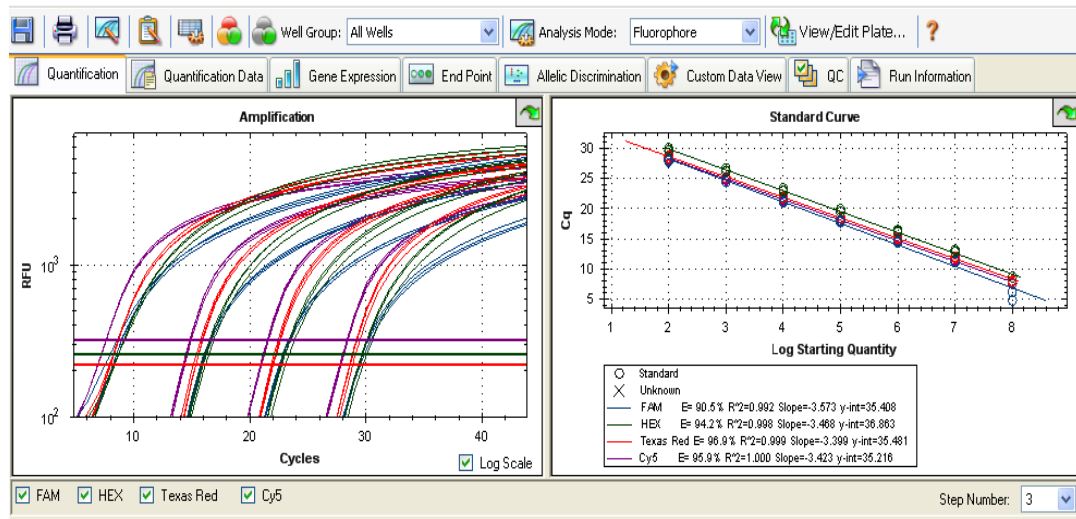 Well Group: All Wells Analysis Mode: Fluorophore View/Edit Plate... ?
Quantification Quantification Data Gene Expression End Point Allelic Discrimination Custom Data View QC Run Information
Amplification
RFU
10^3
10^2
10 20 30 40
Cycles
Log Scale
Standard Curve
Cq
30
25
20
15
10
5
1 2 3 4 5 6 7 8
Log Starting Quantity
Standard
Unknown
FAM E= 90.5% R^2=0.992 Slope=-3.573 y-int=35.408
HEX E= 94.2% R^2=0.998 Slope=-3.468 y-int=36.863
Texas Red E= 96.9% R^2=0.999 Slope=-3.399 y-int=35.481
Cy5 E= 95.9% R^2=1.000 Slope=-3.423 y-int=35.216
FAM HEX Texas Red Cy5 Step Number: 3